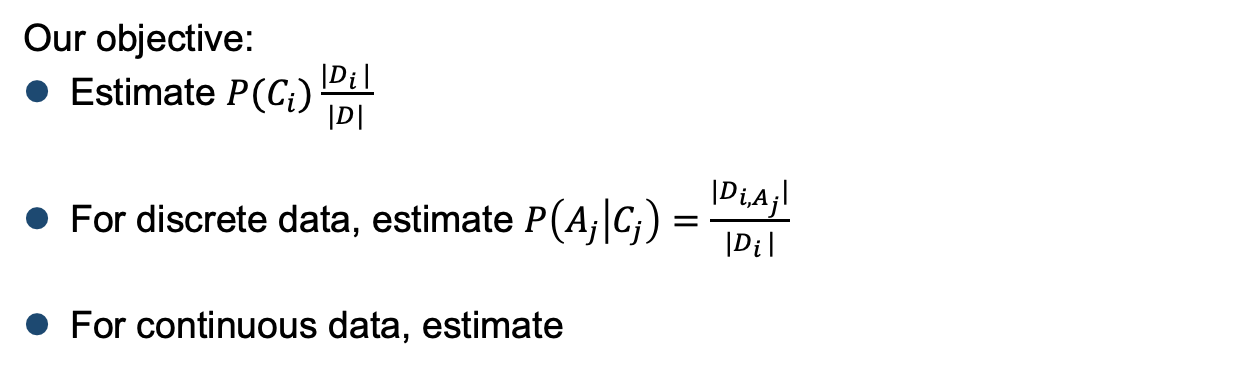 Our objective:
● Estimate P(C_i) |D_i|/|D|
● For discrete data, estimate P(A_j|C_j) = |D_{i,A_j}|/|D_i|
● For continuous data, estimate